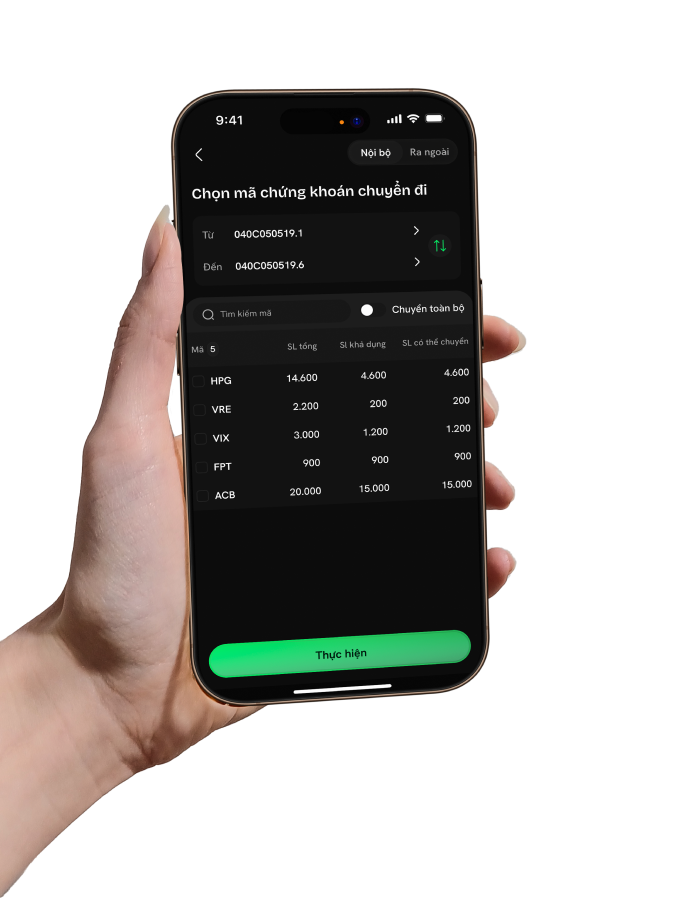 9:41
Nội bộ Ra ngoài
Chọn mã chứng khoán chuyển đi
Từ 040C050519.1
Đến 040C050519.6
Tìm kiếm mã Chuyển toàn bộ
Mã 5 SL tổng SL khả dụng SL có thể chuyển
HPG 14.600 4.600 4.600
VRE 2.200 200 200
VIX 3.000 1.200 1.200
FPT 900 900 900
ACB 20.000 15.000 15.000
Thực hiện